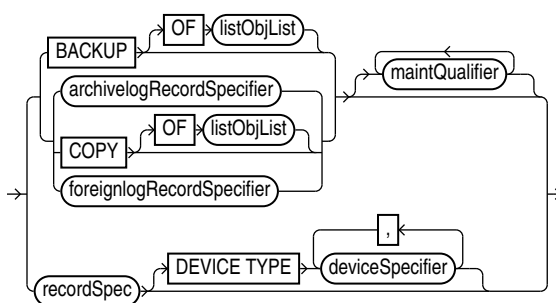 OF listObjList
BACKUP
maintQualifier
archivelogRecordSpecifier
OF listObjList
COPY
foreignlogRecordSpecifier
,
DEVICE TYPE deviceSpecifier
recordSpec